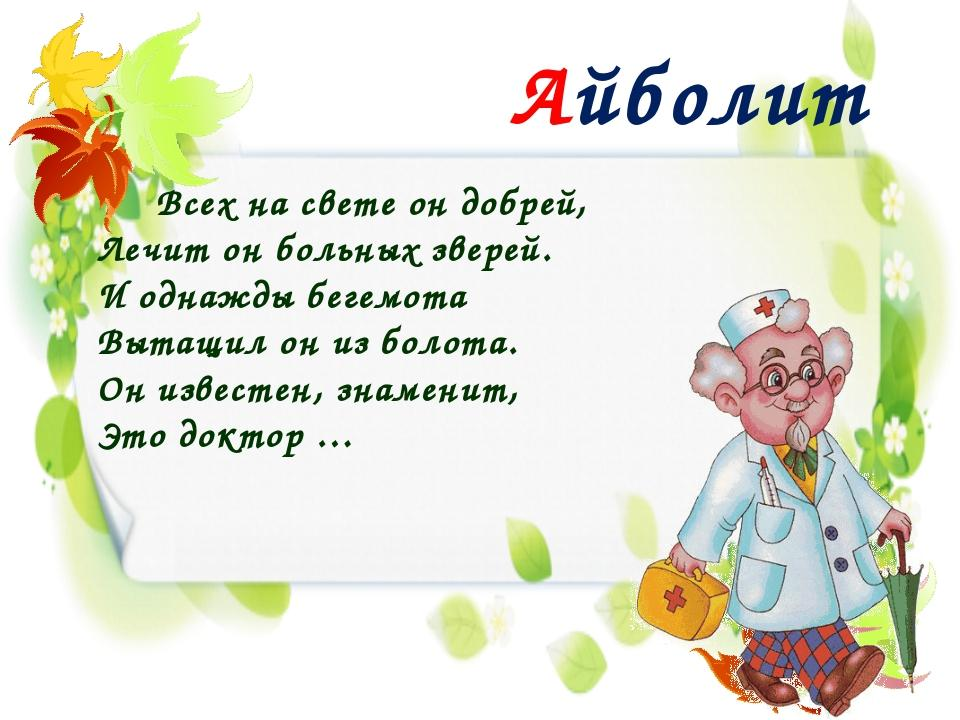 Айболит
Всех на свете он добрей,
Лечит он больных зверей.
И однажды бегемота
Вытащил он из болота.
Он известен, знаменит,
Это доктор …